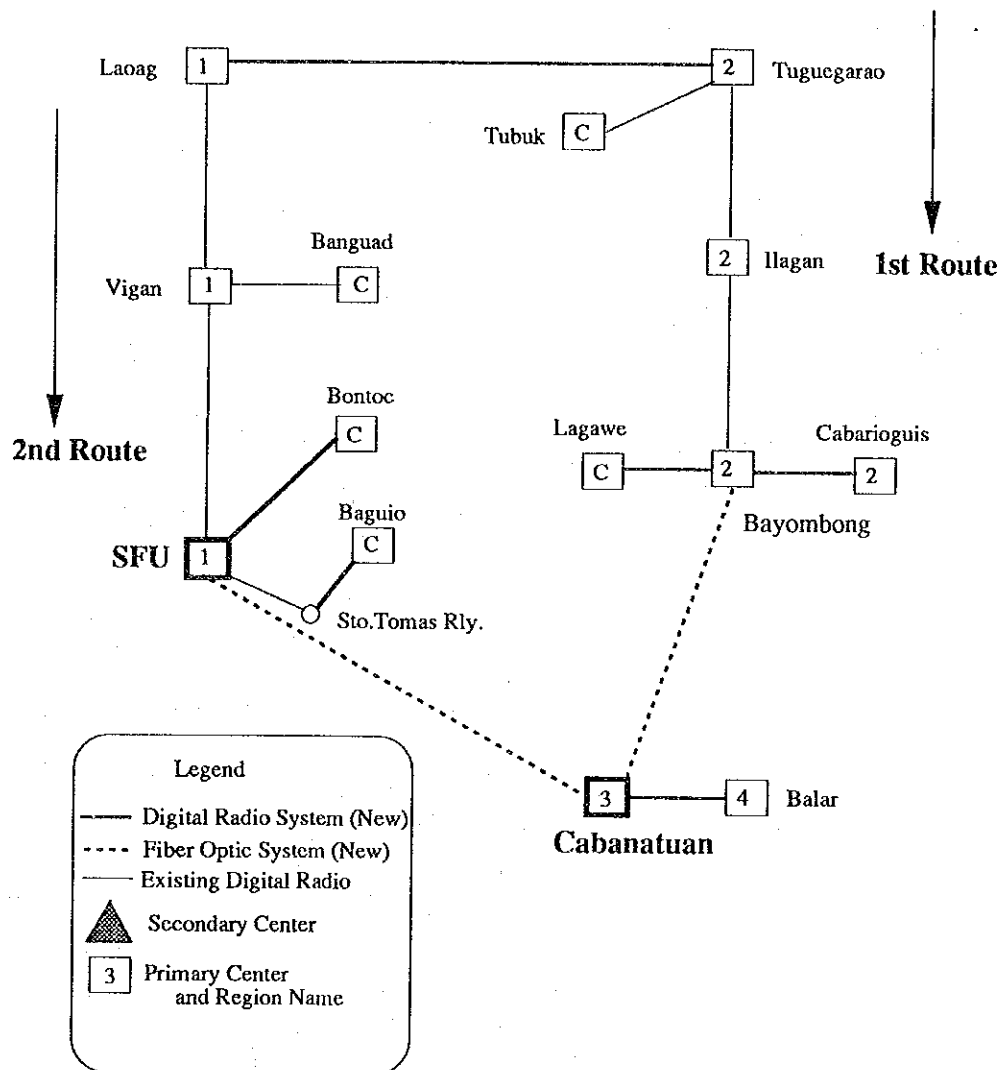 Laoag
1
2
Tuguegarao
Tubuk
C
Banguad
2
Ilagan
1st Route
Vigan
1
C
Bontoc
C
2nd Route
Lagawe
Cabarioguis
C
2
2
Bayombong
Baguio
C
SFU
1
Sto.Tomas Rly.
3
4
Balar
Cabanatuan
Legend
Digital Radio System (New)
Fiber Optic System (New)
Existing Digital Radio
Secondary Center
3
Primary Center
and Region Name